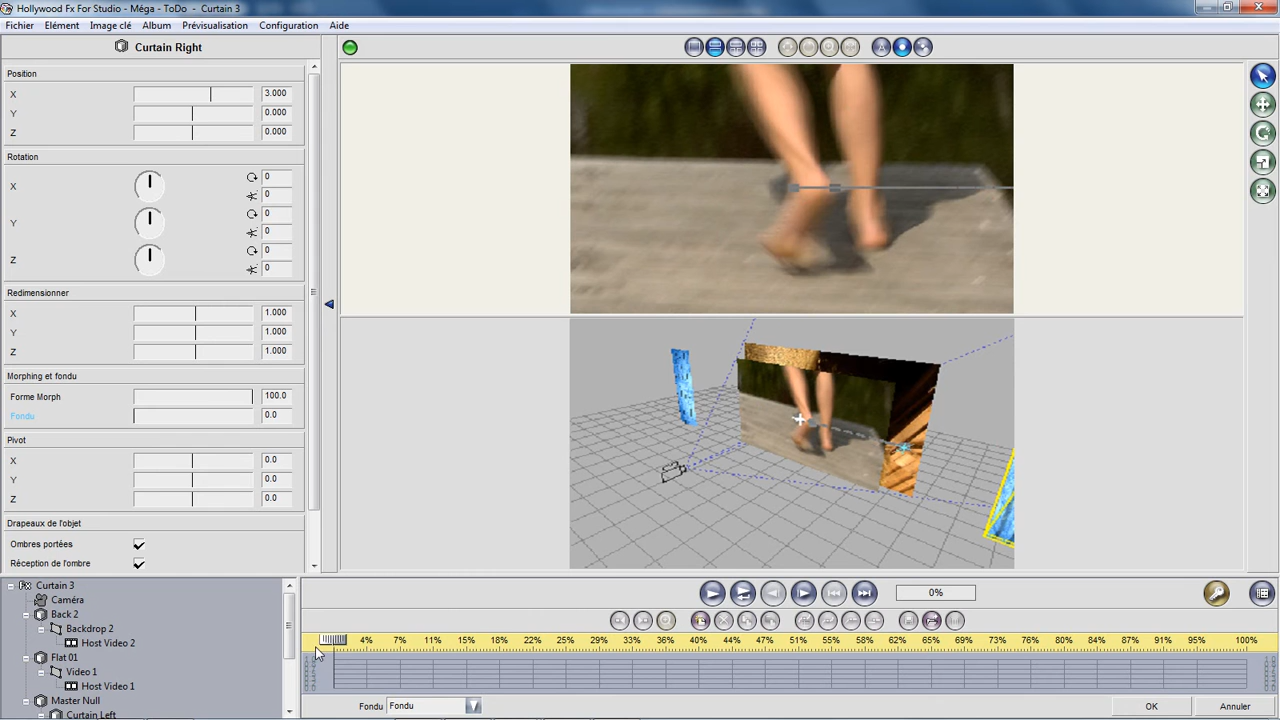 Hollywood Fx For Studio - Méga - ToDo - Curtain 3
Fichier Elément Image clé Album Prévisualisation Configuration Aide
Curtain Right
Position
X 3.000
Y 0.000
Z 0.000
Rotation
X 0
0
Y 0
0
Z 0
0
Redimensionner
X 1.000
Y 1.000
Z 1.000
Morphing et fondu
Forme Morph 100.0
Fondu 0.0
Pivot
X 0.0
Y 0.0
Z 0.0
Drapeaux de l'objet
Ombres portées
Réception de l'ombre
Curtain 3
Caméra
Back 2
Backdrop 2
Host Video 2
Flat 01
Video 1
Host Video 1
Master Null
Curtain Left
0%
4% 7% 11% 15% 18% 22% 25% 29% 33% 36% 40% 44% 47% 51% 55% 58% 62% 65% 69% 73% 76% 80% 84% 87% 91% 95% 100%
Fondu Fondu OK Annuler